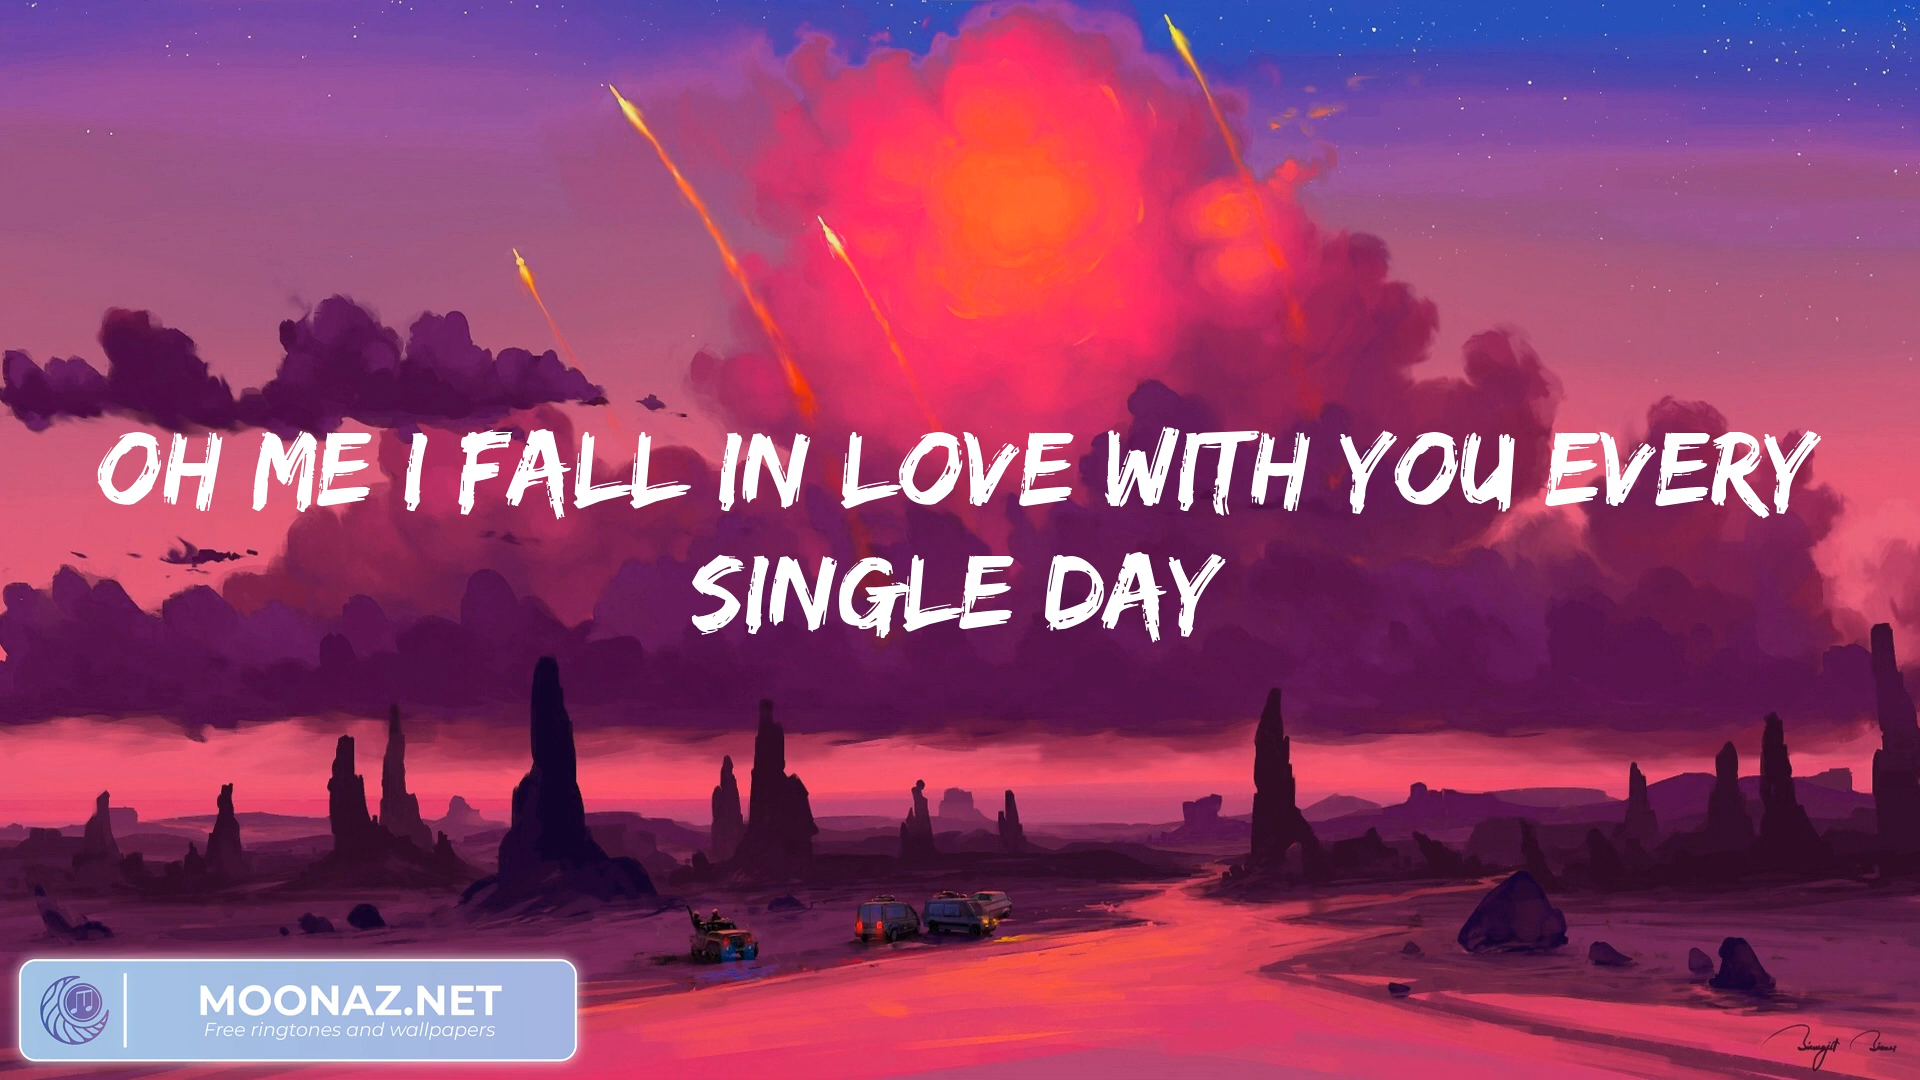 OH ME I FALL IN LOVE WITH YOU EVERY
SINGLE DAY
MOONAZ.NET
Free ringtones and wallpapers